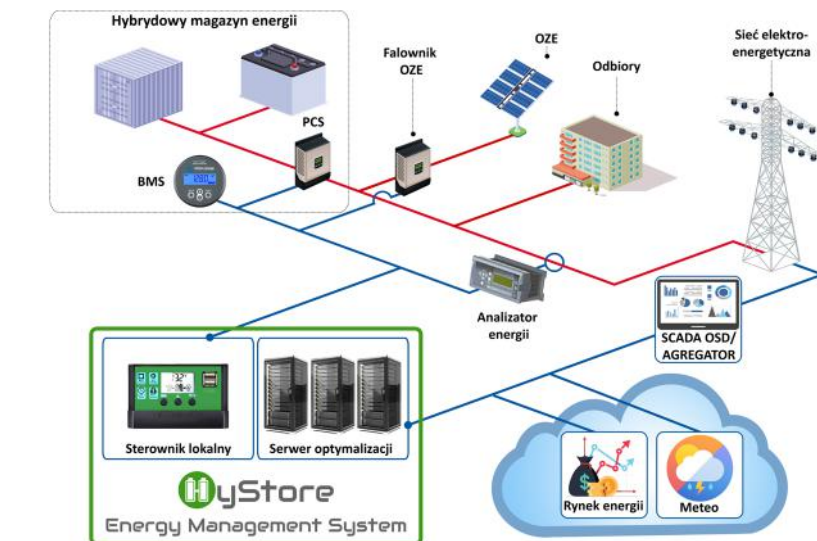 Hybrydowy magazyn energii
PCS
BMS
Falownik
OZE
OZE
Odbiory
Sieć elektro-
energetyczna
Analizator
energii
SCADA OSD/
AGREGATOR
Sterownik lokalny
Serwer optymalizacji
HyStore
Energy Management System
Rynek energii
Meteo